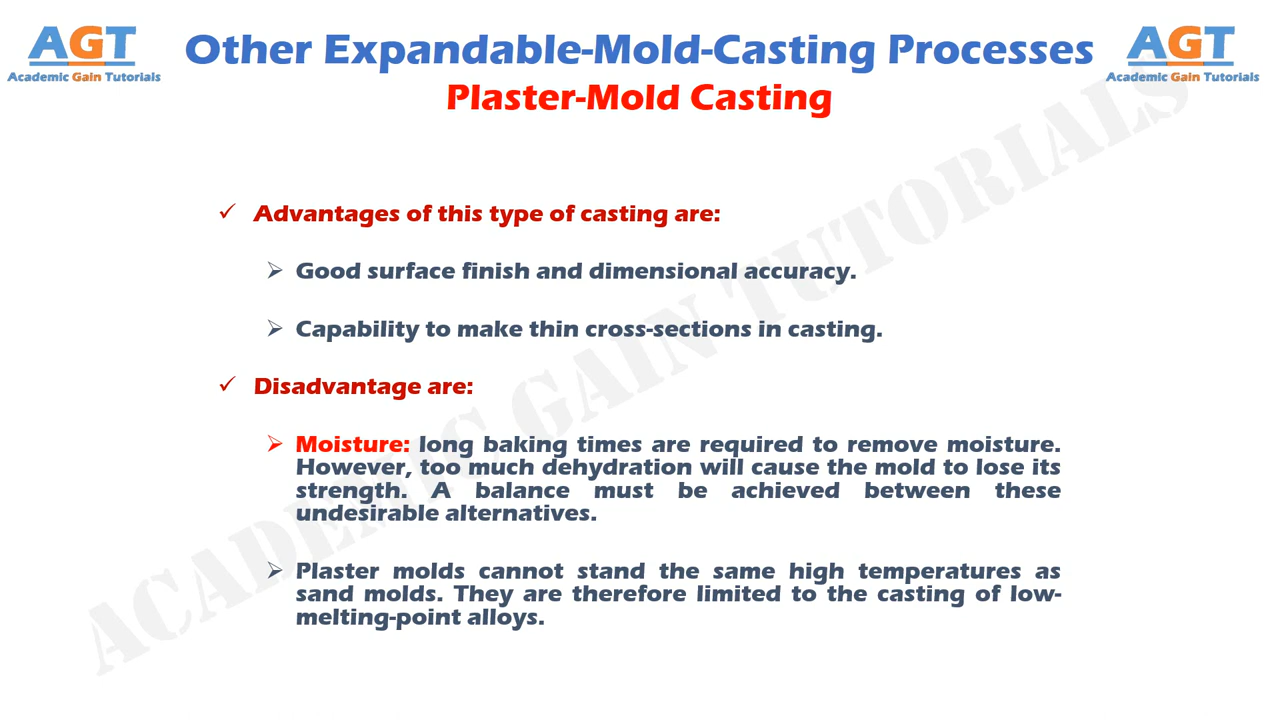 AGT
Academic Gain Tutorials
Other Expandable-Mold-Casting Processes
Plaster-Mold Casting
AGT
Academic Gain Tutorials
ACADEMIC GAIN TUTORIALS
Advantages of this type of casting are:
Good surface finish and dimensional accuracy.
Capability to make thin cross-sections in casting.
Disadvantage are:
Moisture: long baking times are required to remove moisture.
However, too much dehydration will cause the mold to lose its
strength. A balance must be achieved between these
undesirable alternatives.
Plaster molds cannot stand the same high temperatures as
sand molds. They are therefore limited to the casting of low-
melting-point alloys.